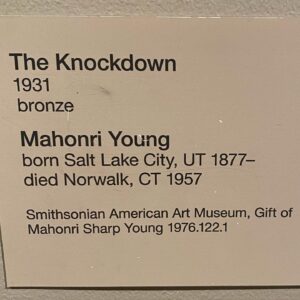 The Knockdown
1931
bronze
Mahonri Young
born Salt Lake City, UT 1877–
died Norwalk, CT 1957
Smithsonian American Art Museum, Gift of
Mahonri Sharp Young 1976.122.1